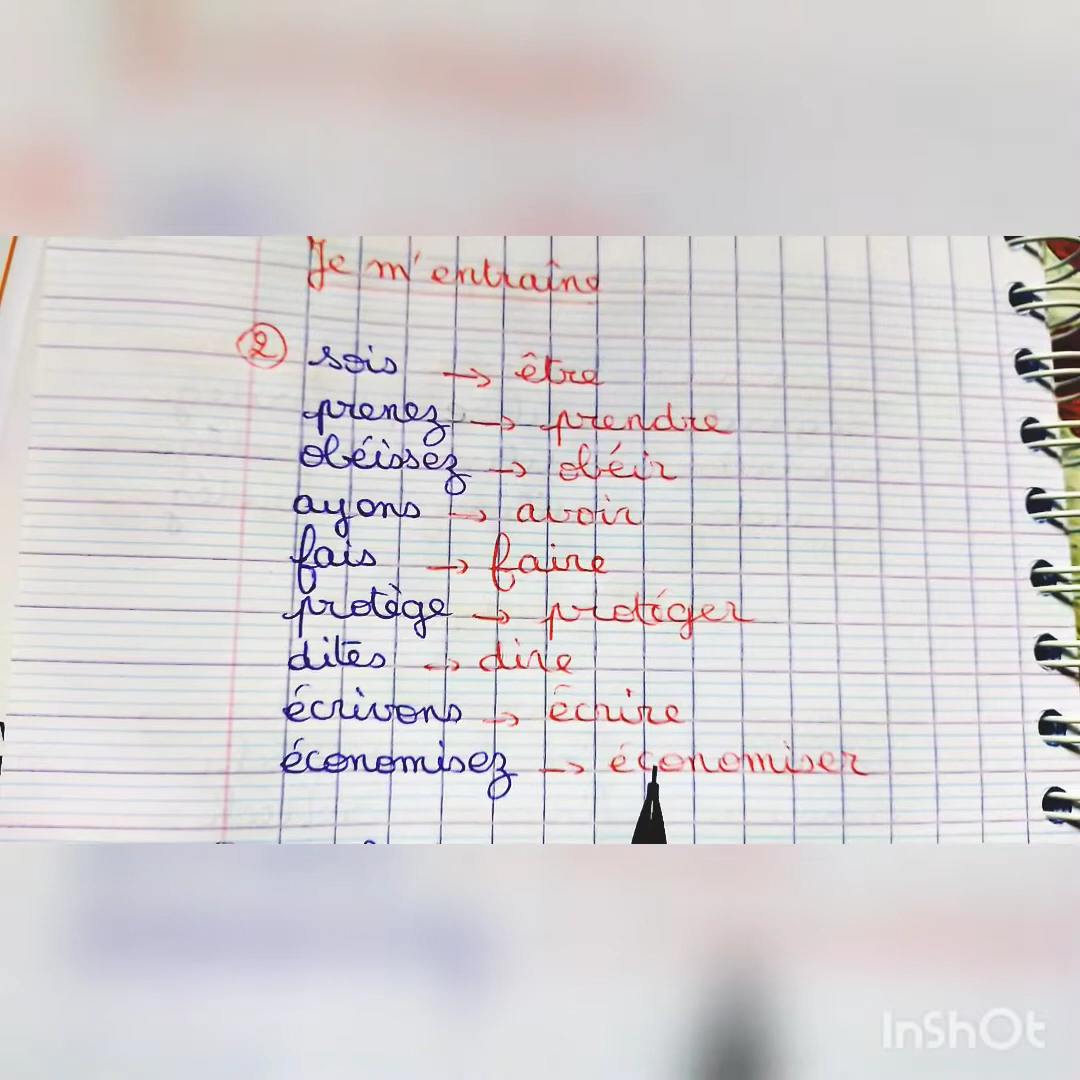 Je m'entraîne
2 sois → être
prenez → prendre
obéissez → obéir
ayons → avoir
fais → faire
protège → protéger
dites → dire
écrivons → écrire
économisez → économiser
InShOt